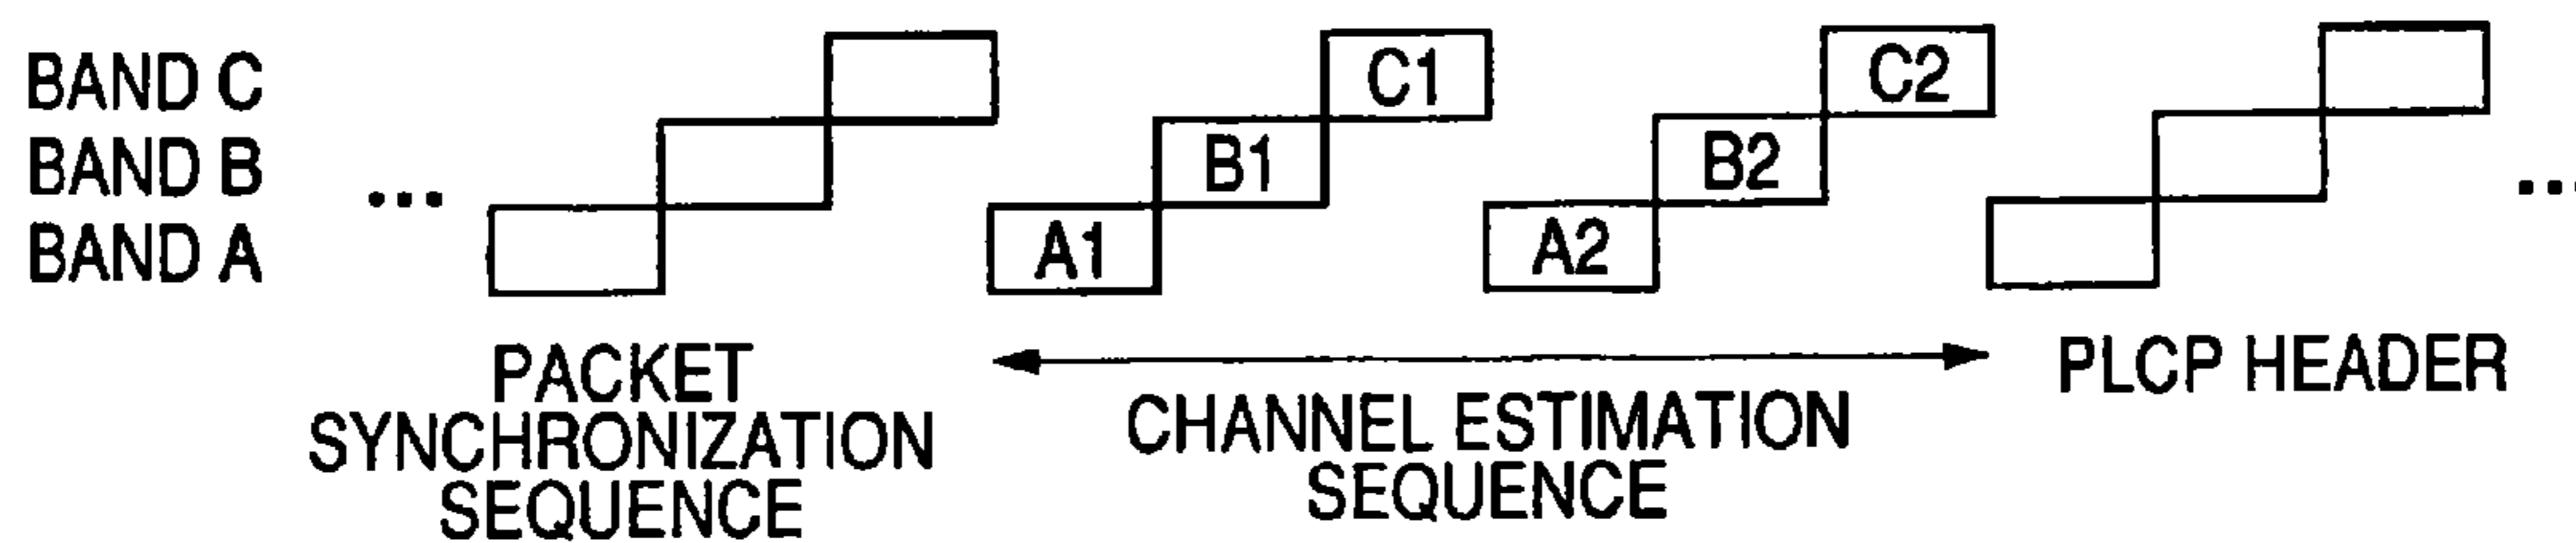 BAND C
BAND B
BAND A
...
C1
C2
B1
B2
A1
A2
...
PACKET
SYNCHRONIZATION
SEQUENCE
CHANNEL ESTIMATION
SEQUENCE
PLCP HEADER